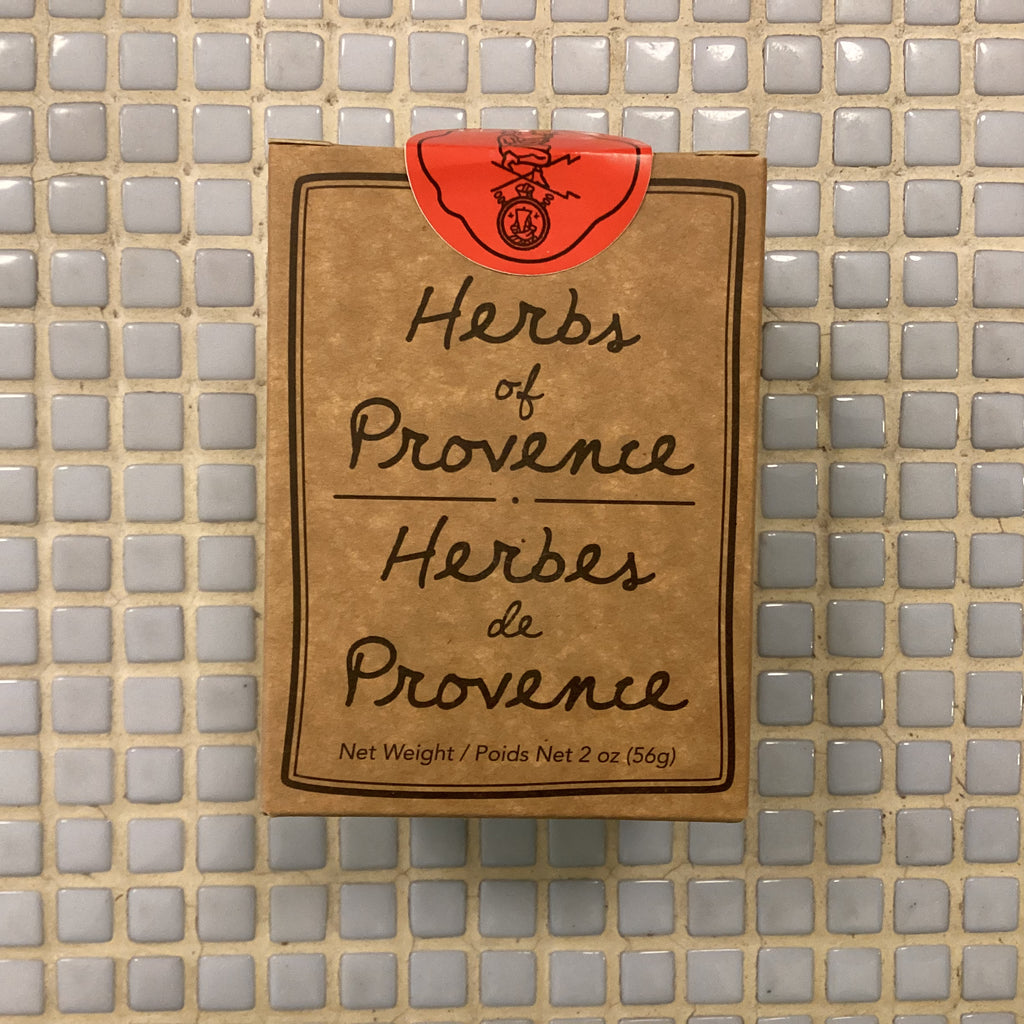 Herbs
of
Provence
Herbes
de
Provence
Net Weight / Poids Net 2 oz (56g)